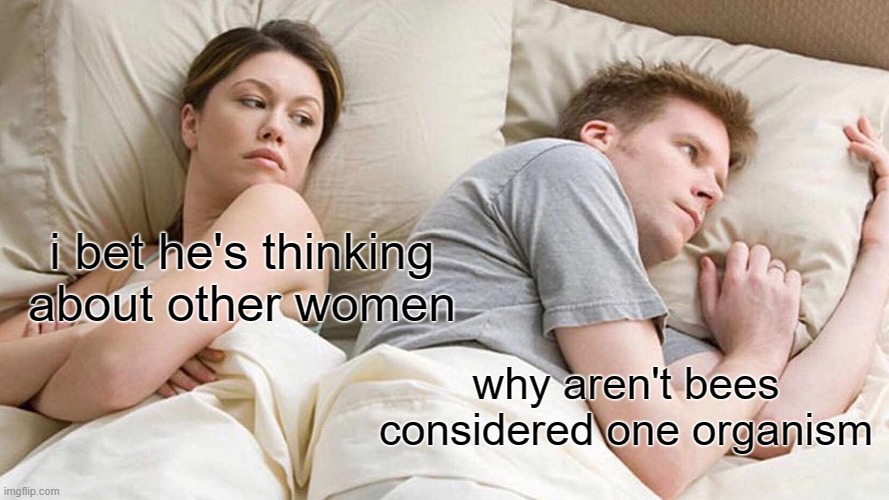 i bet he's thinking
about other women
why aren't bees
considered one organism
imgflip.com